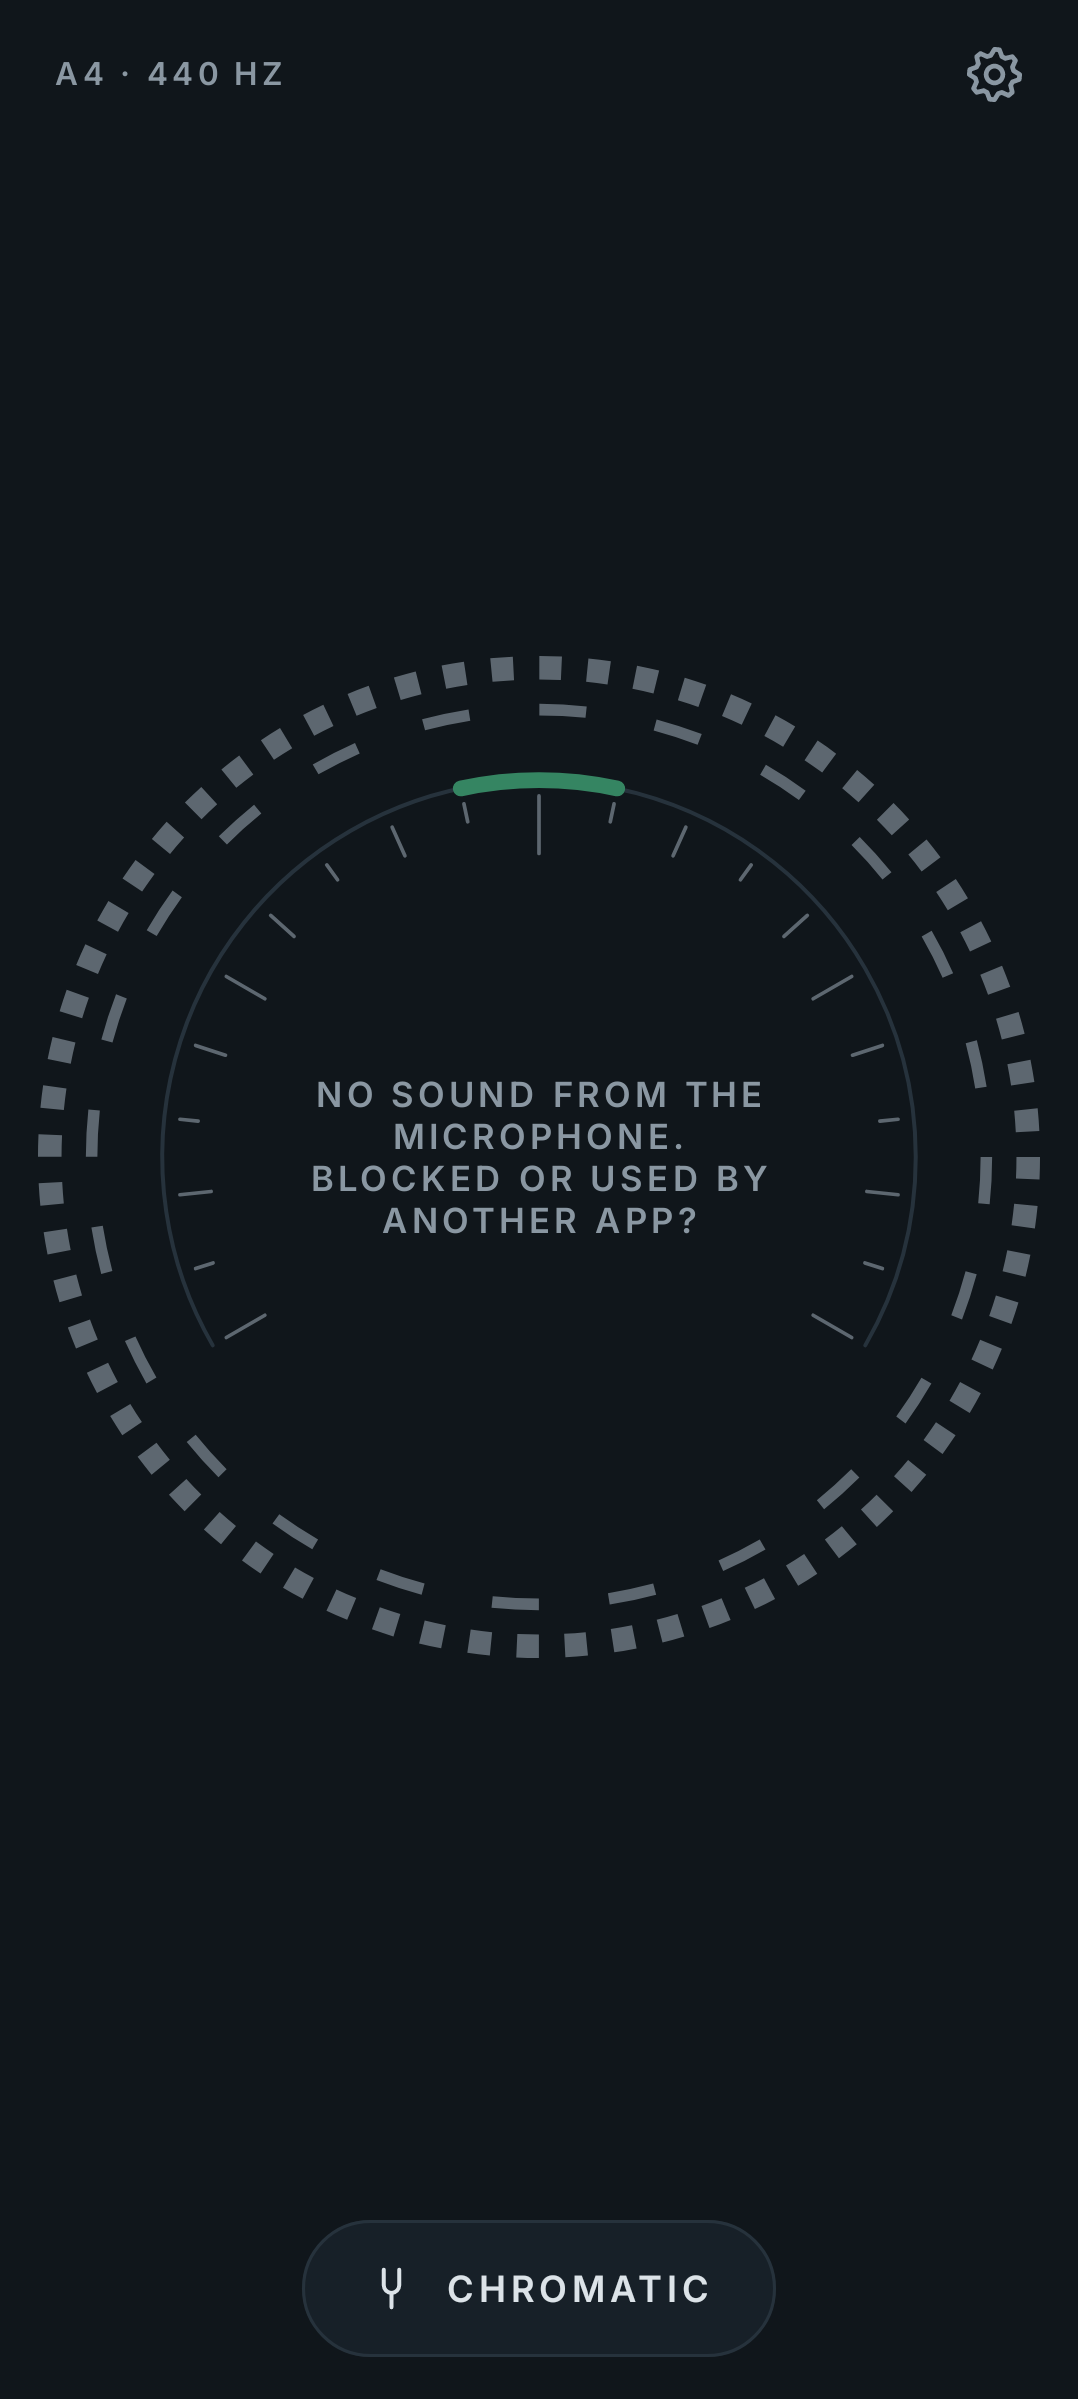 A4 · 440 HZ
NO SOUND FROM THE
MICROPHONE.
BLOCKED OR USED BY
ANOTHER APP?
CHROMATIC